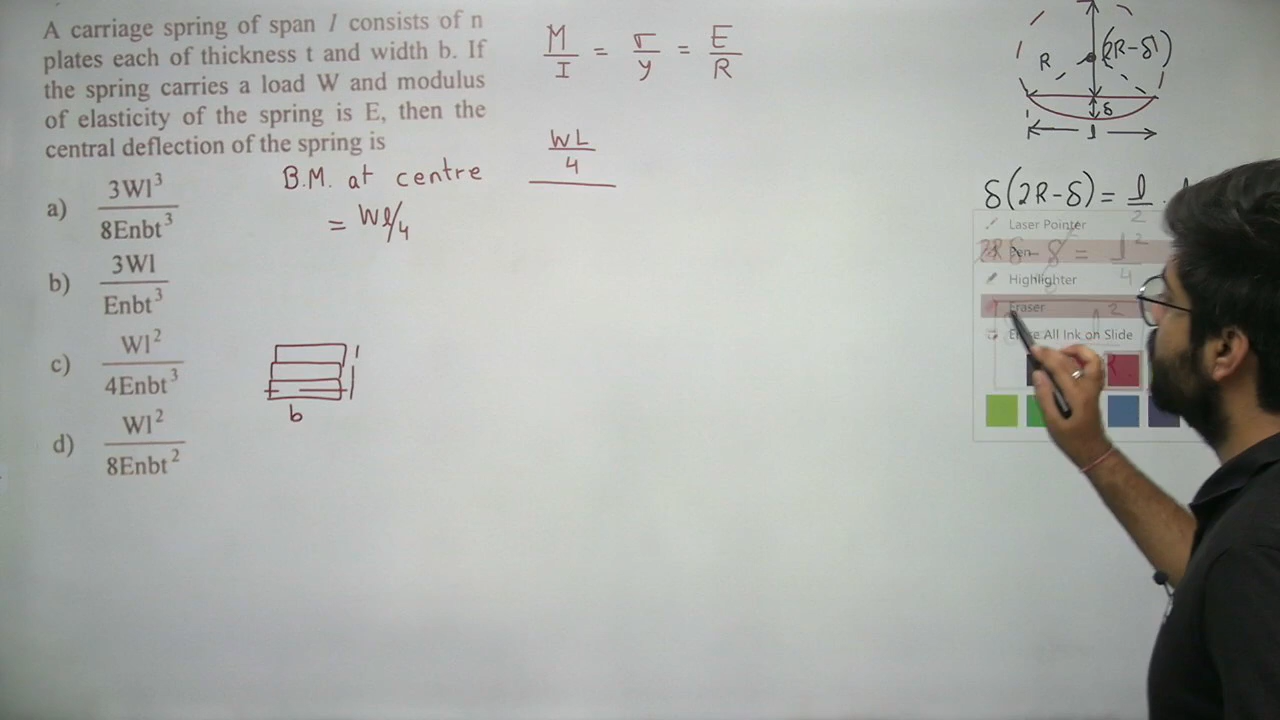 A carriage spring of span l consists of n
plates each of thickness t and width b. If
the spring carries a load W and modulus
of elasticity of the spring is E, then the
central deflection of the spring is
a) 3Wl³
8Enbt³
b) 3Wl
Enbt³
c) Wl²
4Enbt³
d) Wl²
8Enbt²
B.M. at centre
= Wl/4
b
M/I = σ/y = E/R
WL
4
R
(2R-δ)
δ
l
δ(2R-δ) = l/2 ·
= l²
4
Laser Pointer
Pen
Highlighter
Eraser
Erase All Ink on Slide